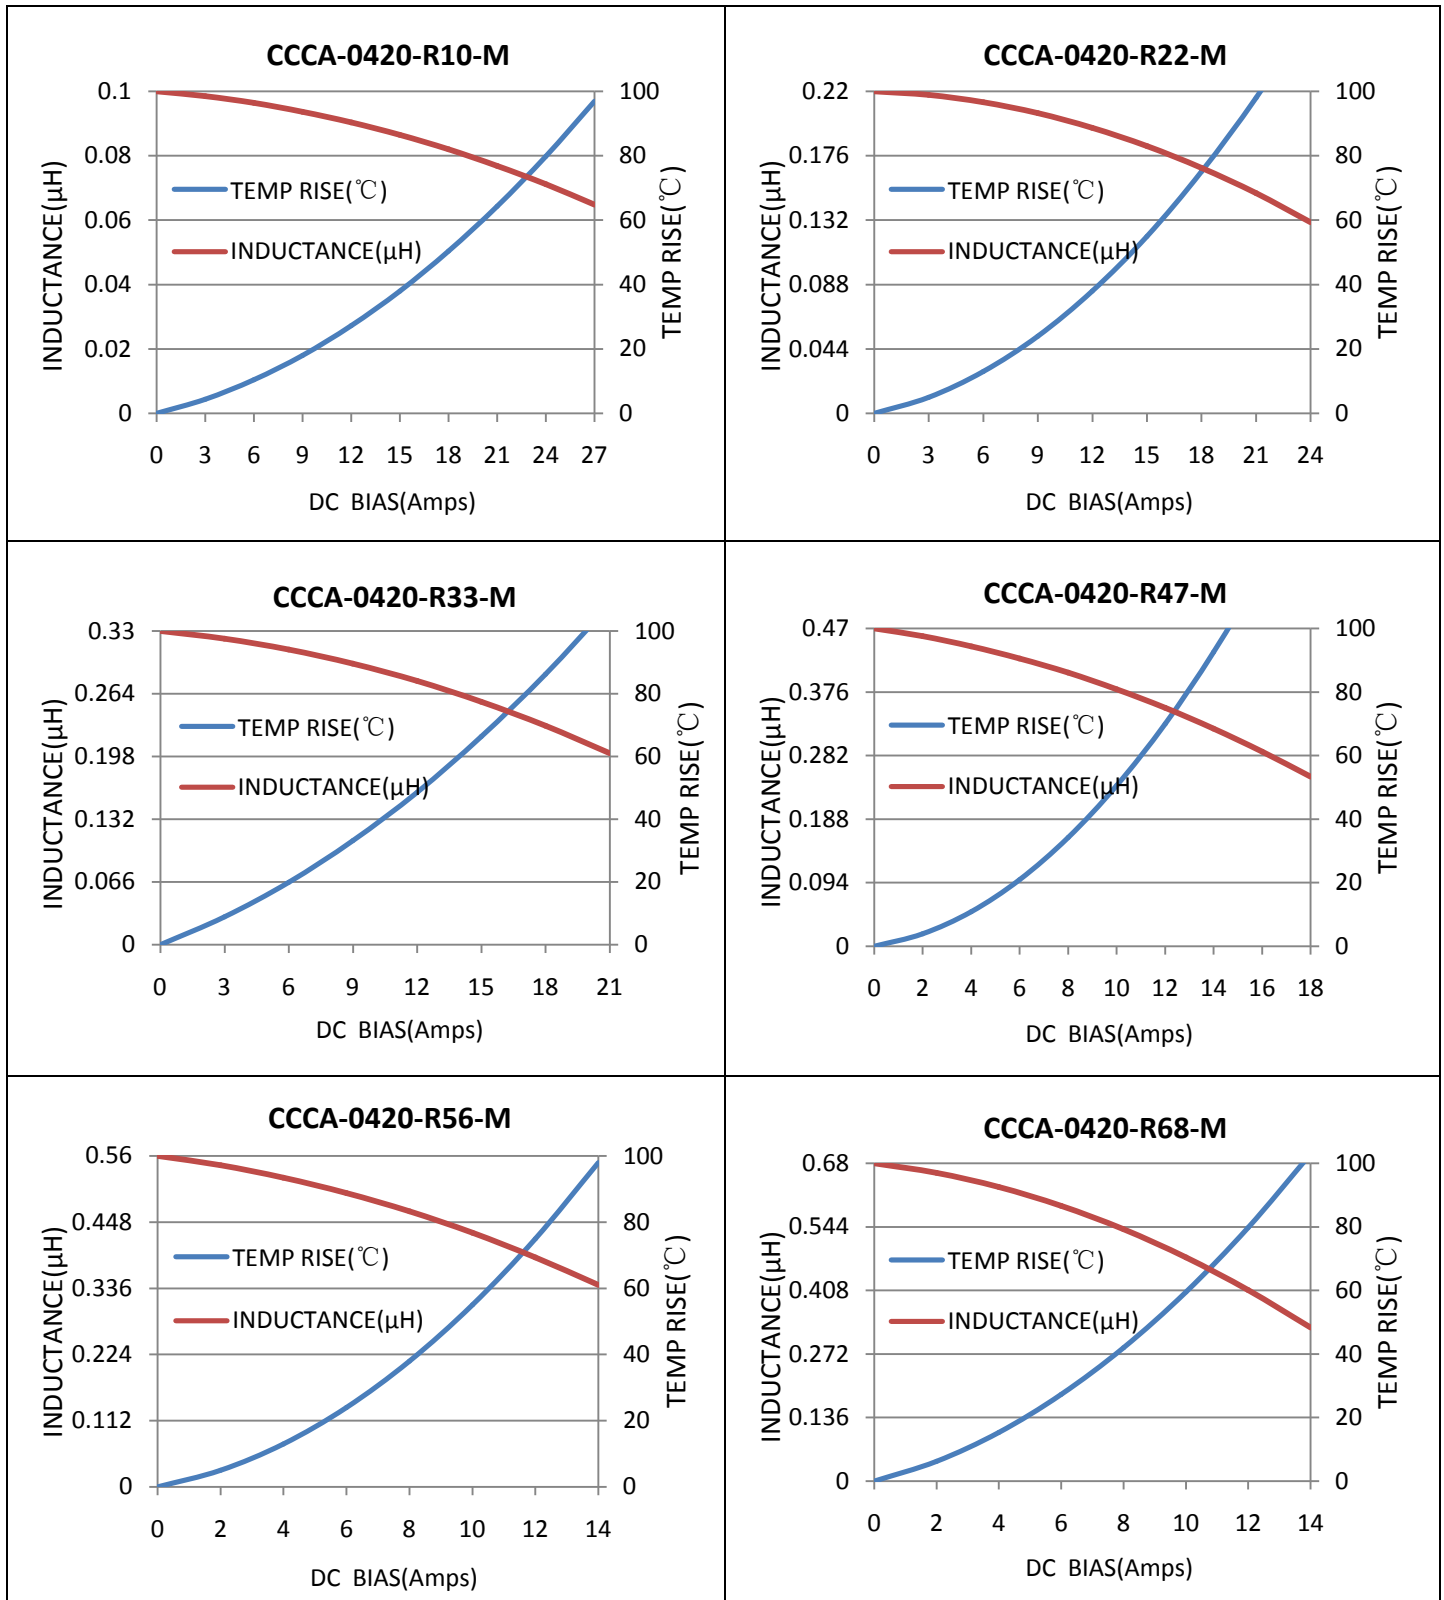 CCCA-0420-R10-M
INDUCTANCE(µH)
0.1
0.08
0.06
0.04
0.02
0
TEMP RISE(℃)
INDUCTANCE(µH)
100
80
60
40
20
0
TEMP RISE(℃)
0 3 6 9 12 15 18 21 24 27
DC BIAS(Amps)
CCCA-0420-R22-M
INDUCTANCE(µH)
0.22
0.176
0.132
0.088
0.044
0
TEMP RISE(℃)
INDUCTANCE(µH)
100
80
60
40
20
0
TEMP RISE(℃)
0 3 6 9 12 15 18 21 24
DC BIAS(Amps)
CCCA-0420-R33-M
INDUCTANCE(µH)
0.33
0.264
0.198
0.132
0.066
0
TEMP RISE(℃)
INDUCTANCE(µH)
100
80
60
40
20
0
TEMP RISE(℃)
0 3 6 9 12 15 18 21
DC BIAS(Amps)
CCCA-0420-R47-M
INDUCTANCE(µH)
0.47
0.376
0.282
0.188
0.094
0
TEMP RISE(℃)
INDUCTANCE(µH)
100
80
60
40
20
0
TEMP RISE(℃)
0 2 4 6 8 10 12 14 16 18
DC BIAS(Amps)
CCCA-0420-R56-M
INDUCTANCE(µH)
0.56
0.448
0.336
0.224
0.112
0
TEMP RISE(℃)
INDUCTANCE(µH)
100
80
60
40
20
0
TEMP RISE(℃)
0 2 4 6 8 10 12 14
DC BIAS(Amps)
CCCA-0420-R68-M
INDUCTANCE(µH)
0.68
0.544
0.408
0.272
0.136
0
TEMP RISE(℃)
INDUCTANCE(µH)
100
80
60
40
20
0
TEMP RISE(℃)
0 2 4 6 8 10 12 14
DC BIAS(Amps)